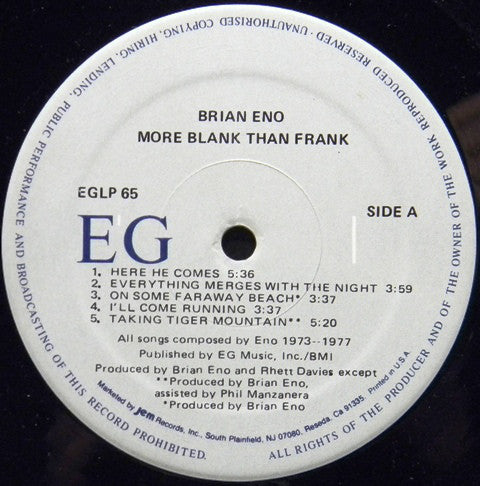 BRIAN ENO
MORE BLANK THAN FRANK
EGLP 65
SIDE A
EG
1. HERE HE COMES 5:36
2. EVERYTHING MERGES WITH THE NIGHT 3:59
3. ON SOME FARAWAY BEACH* 3:37
4. I'LL COME RUNNING 3:37
5. TAKING TIGER MOUNTAIN** 5:20
All songs composed by Eno 1973--1977
Published by EG Music, Inc./BMI
Produced by Brian Eno and Rhett Davies except
**Produced by Brian Eno,
assisted by Phil Manzanera
*Produced by Brian Eno
Marketed by jem Records, Inc., South Plainfield, NJ 07080, Reseda, Ca 91335 Printed in U.S.A
ALL RIGHTS OF THE PRODUCER AND OF THE OWNER OF THE WORK REPRODUCED RESERVED · UNAUTHORISED COPYING, HIRING, LENDING, PUBLIC PERFORMANCE AND BROADCASTING OF THIS RECORD PROHIBITED.